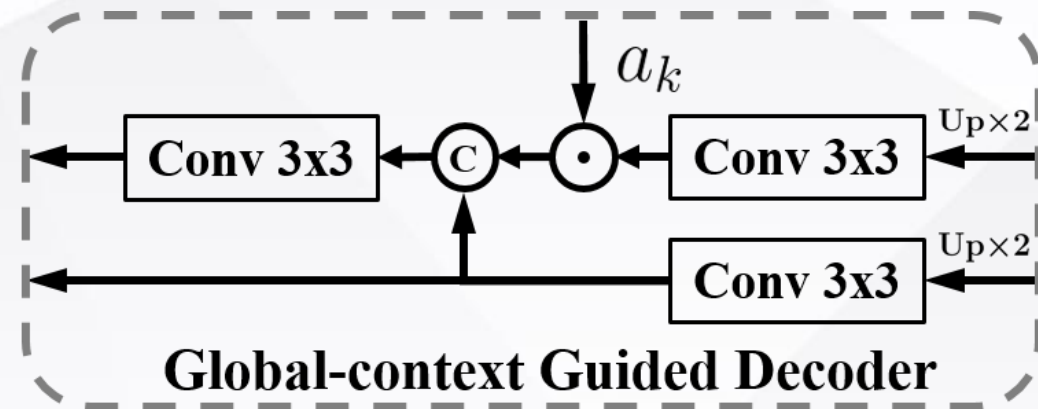 a_k
Up×2
Conv 3x3 C · Conv 3x3
Up×2
Conv 3x3
Global-context Guided Decoder